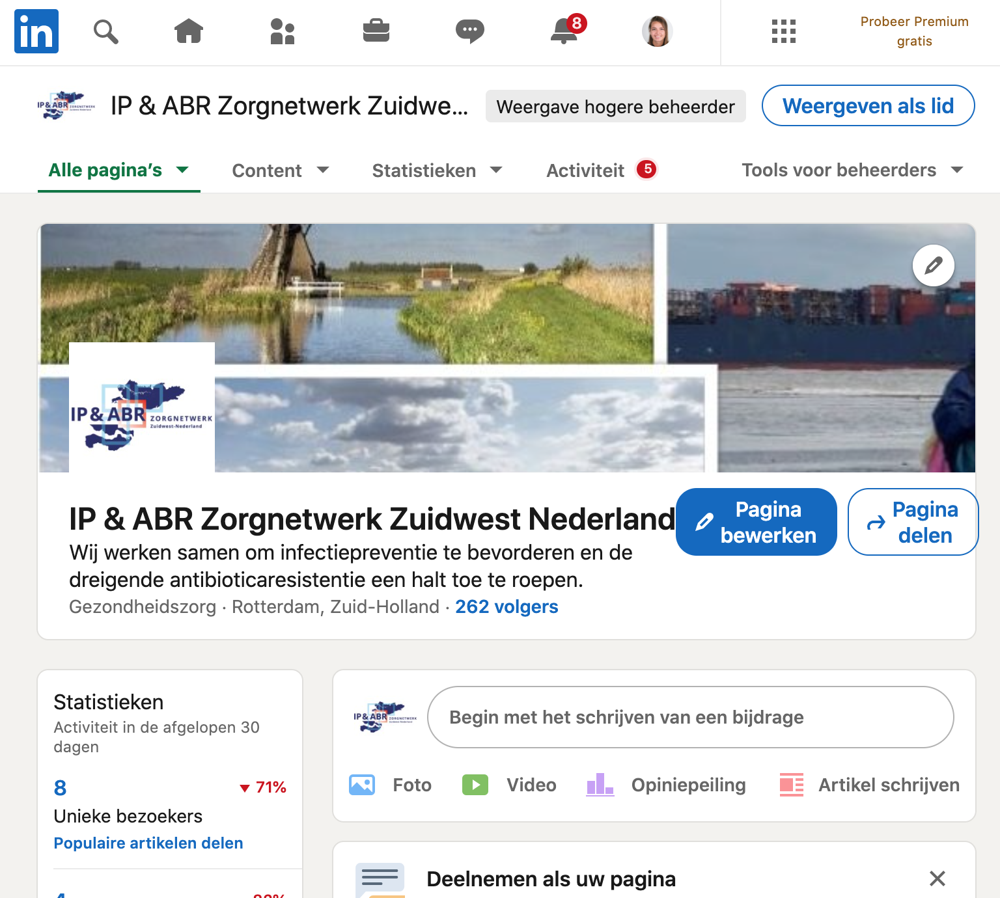 in
8
Probeer Premium
gratis
IP & ABR ZORGNETWERK
Zuidwest-Nederland
IP & ABR Zorgnetwerk Zuidwe...
Weergave hogere beheerder
Weergeven als lid
Alle pagina's
Content
Statistieken
Activiteit 5
Tools voor beheerders
IP & ABR ZORGNETWERK
Zuidwest-Nederland
IP & ABR Zorgnetwerk Zuidwest Nederland
Wij werken samen om infectiepreventie te bevorderen en de
dreigende antibioticaresistentie een halt toe te roepen.
Gezondheidszorg · Rotterdam, Zuid-Holland · 262 volgers
Pagina
bewerken
Pagina
delen
Statistieken
Activiteit in de afgelopen 30
dagen
8
71%
Unieke bezoekers
Populaire artikelen delen
IP & ABR ZORGNETWERK
Zuidwest-Nederland
Begin met het schrijven van een bijdrage
Foto
Video
Opiniepeiling
Artikel schrijven
Deelnemen als uw pagina